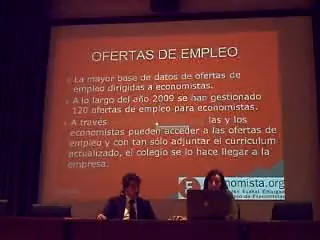 OFERTAS DE EMPLEO
La mayor base de datos de ofertas de
empleo dirigidas a economistas.
A lo largo del año 2009 se han gestionado
120 ofertas de empleo para economistas.
A través las y los
economistas pueden acceder a las ofertas de
empleo y con tan sólo adjuntar el curriculum
actualizado, el colegio se lo hace llegar a la
empresa.
nomista.org